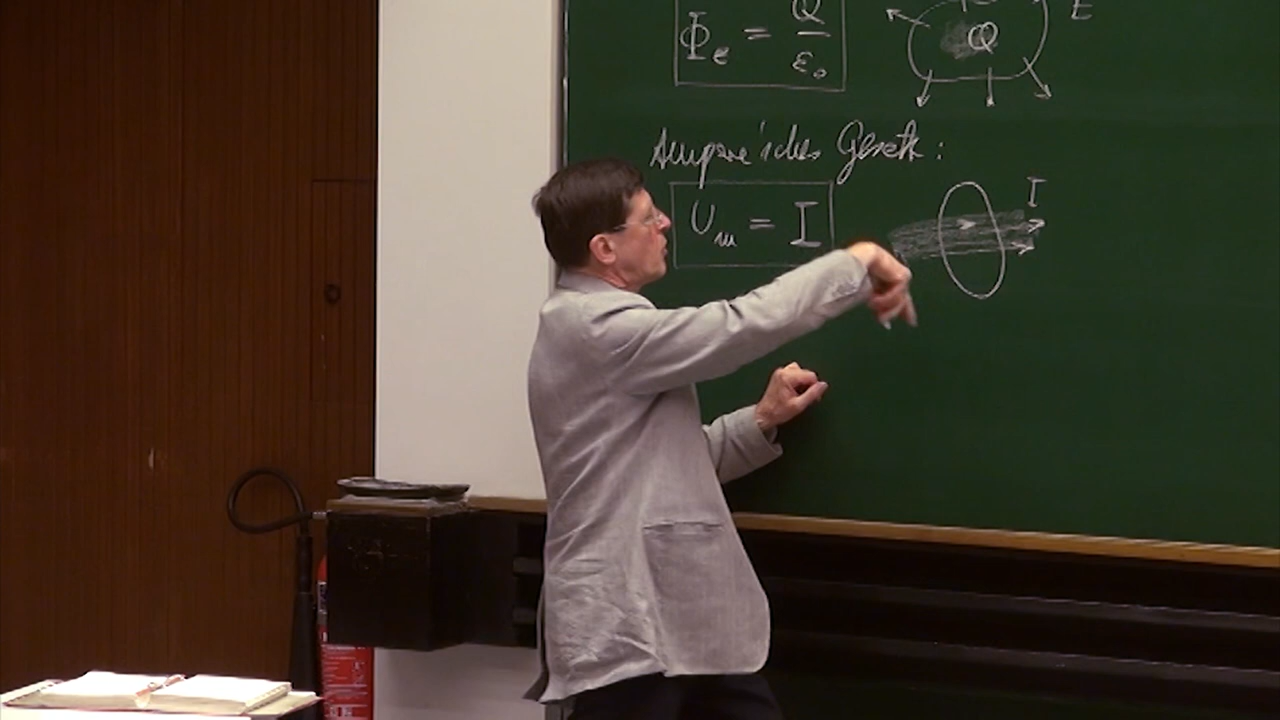 Φe = Q/ε₀
Q
E
Ampère'sches Gesetz:
Um = I
I